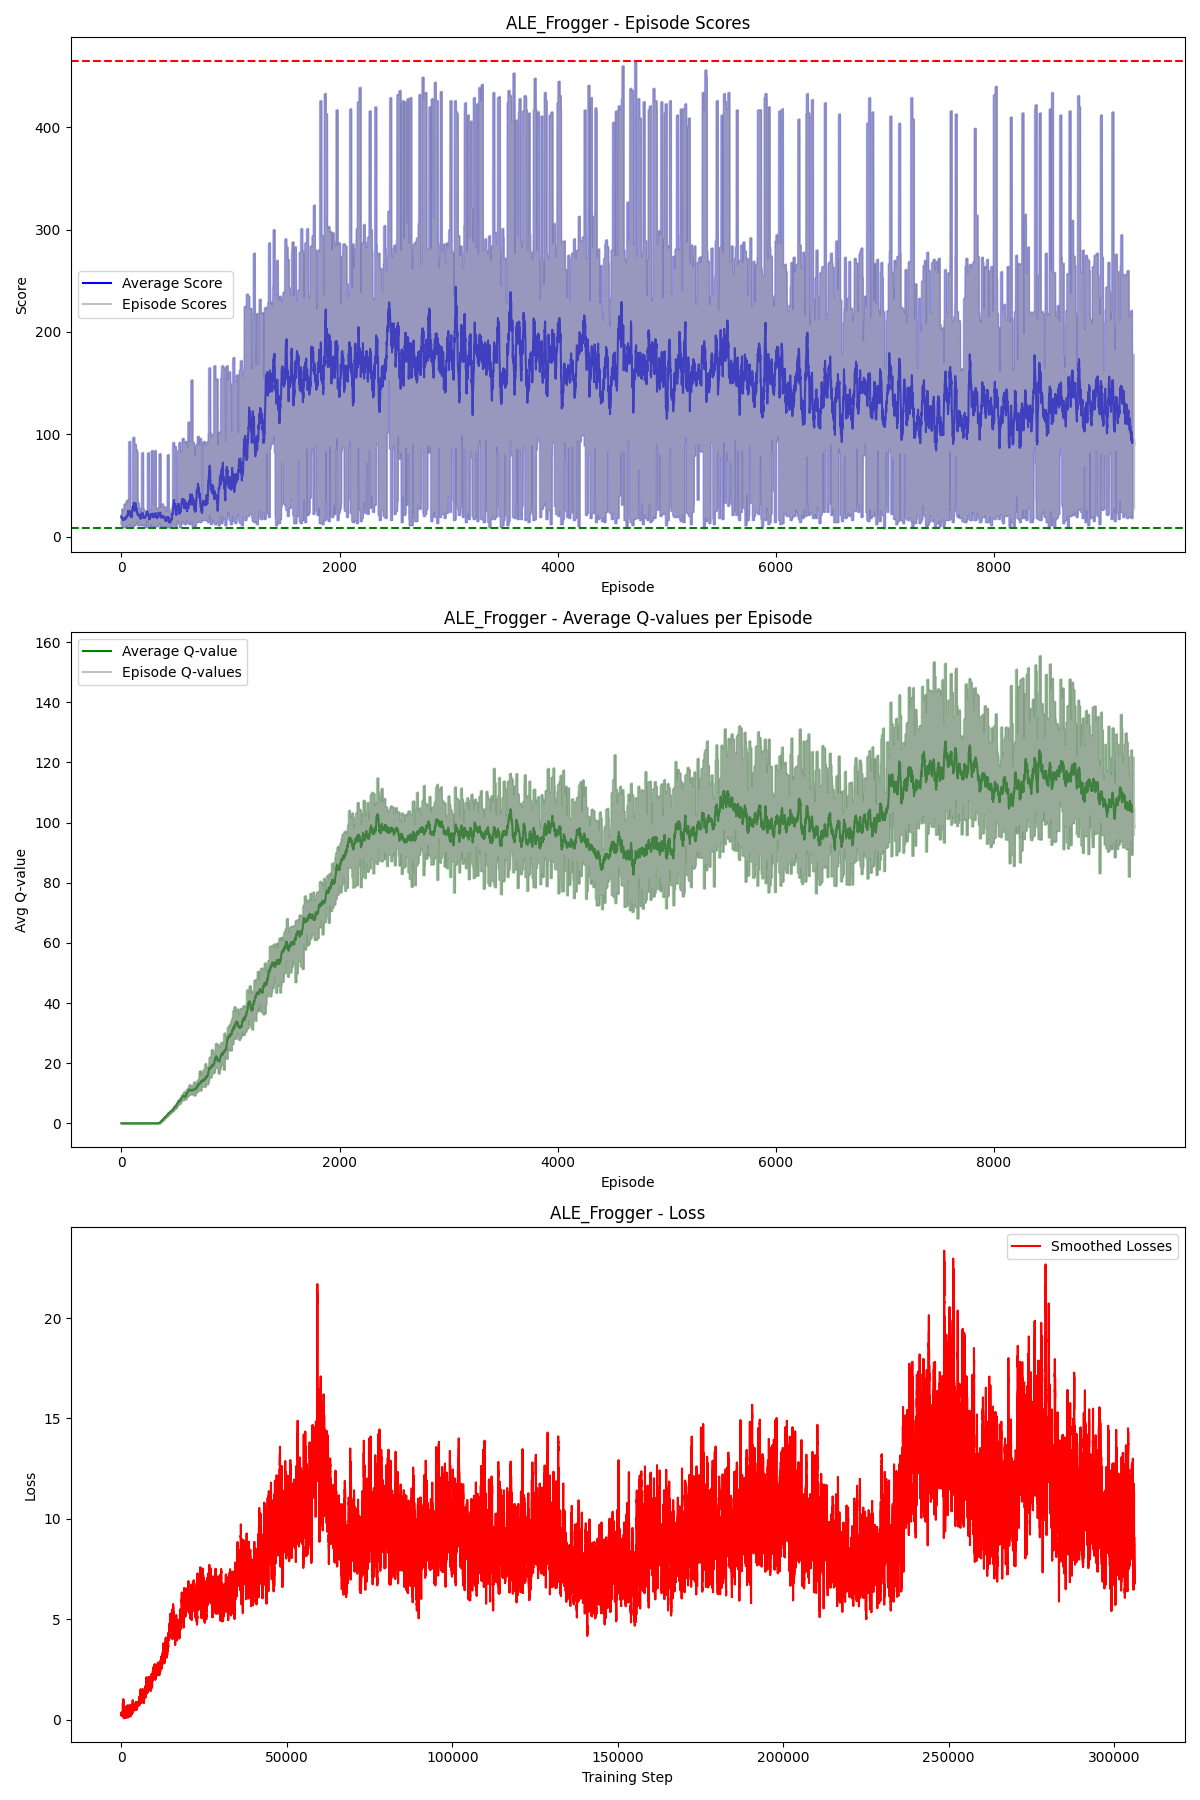 ALE_Frogger - Episode Scores
Score
400
300
200
100
0
Average Score
Episode Scores
0 2000 4000 6000 8000
Episode
ALE_Frogger - Average Q-values per Episode
Avg Q-value
160
140
120
100
80
60
40
20
0
Average Q-value
Episode Q-values
0 2000 4000 6000 8000
Episode
ALE_Frogger - Loss
Loss
20
15
10
5
0
Smoothed Losses
0 50000 100000 150000 200000 250000 300000
Training Step